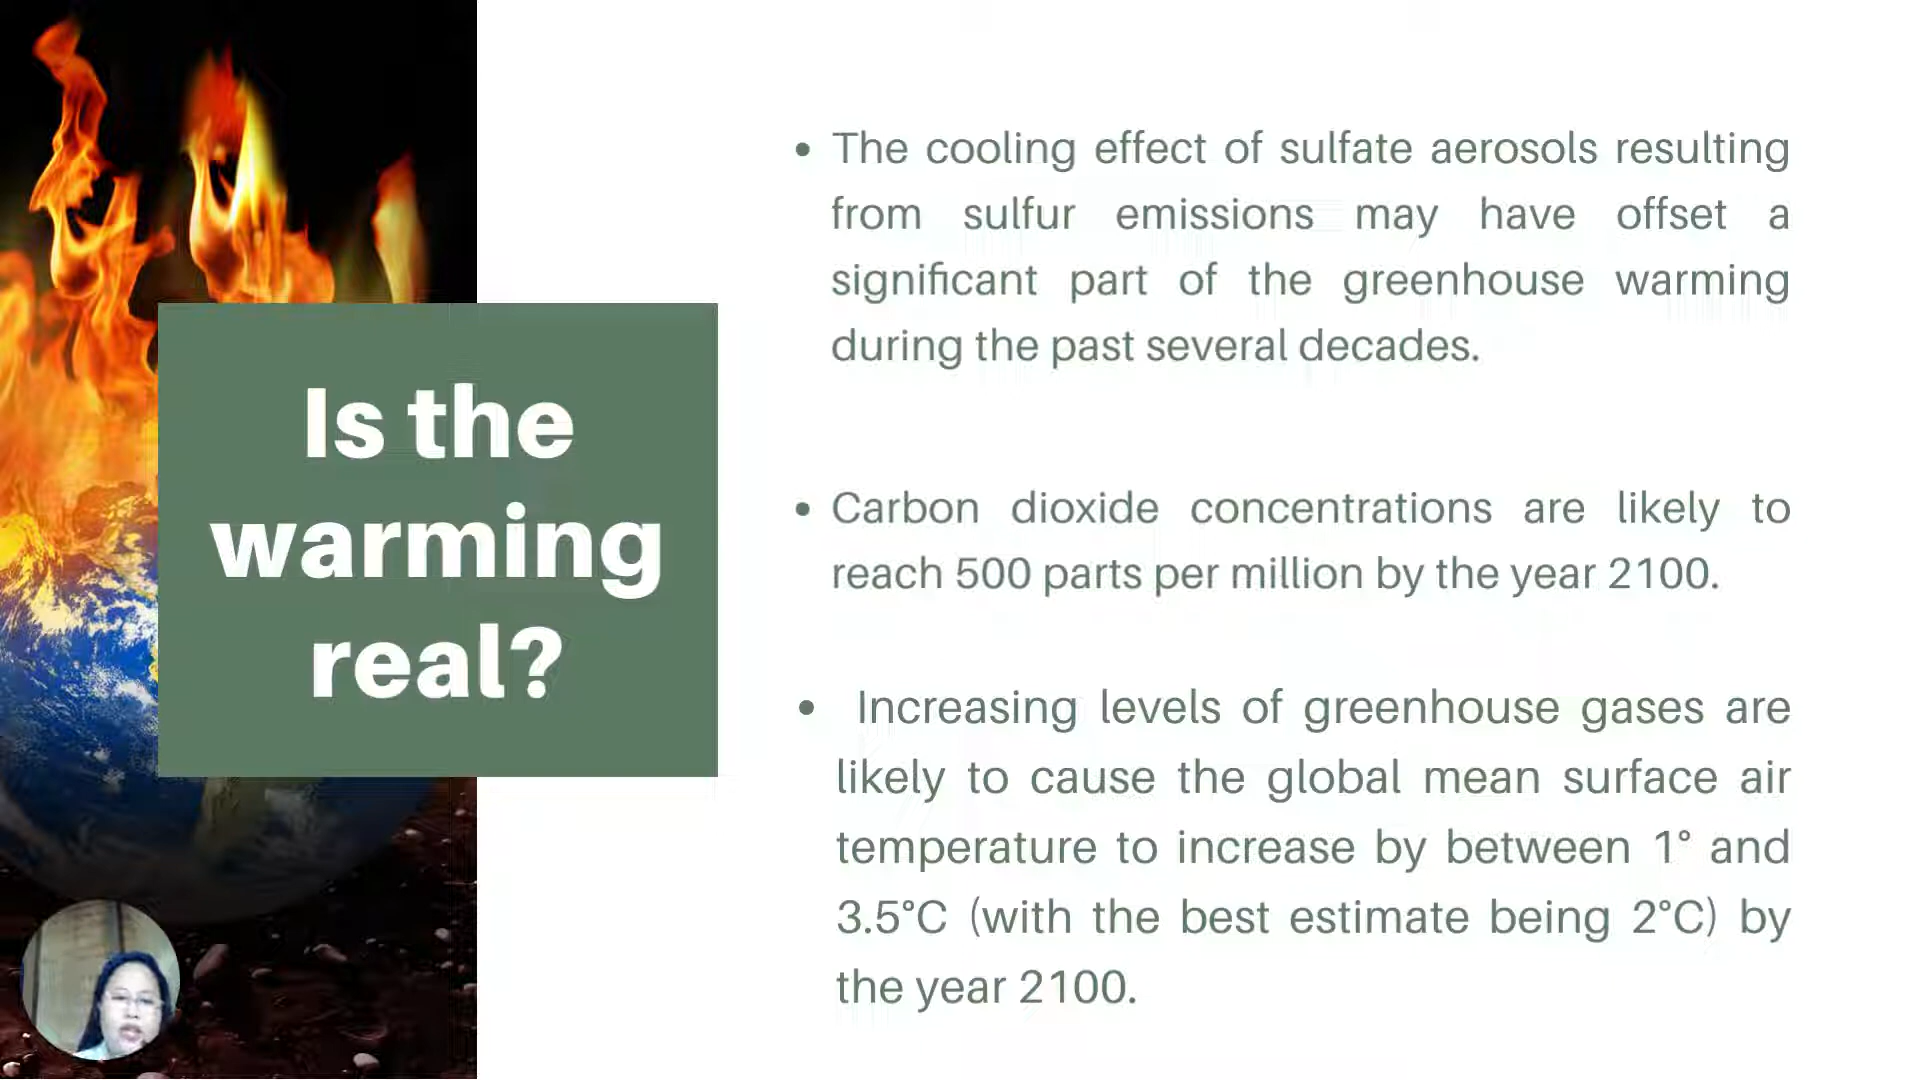 Is the
warming
real?
• The cooling effect of sulfate aerosols resulting
from sulfur emissions may have offset a
significant part of the greenhouse warming
during the past several decades.
• Carbon dioxide concentrations are likely to
reach 500 parts per million by the year 2100.
• Increasing levels of greenhouse gases are
likely to cause the global mean surface air
temperature to increase by between 1° and
3.5°C (with the best estimate being 2°C) by
the year 2100.